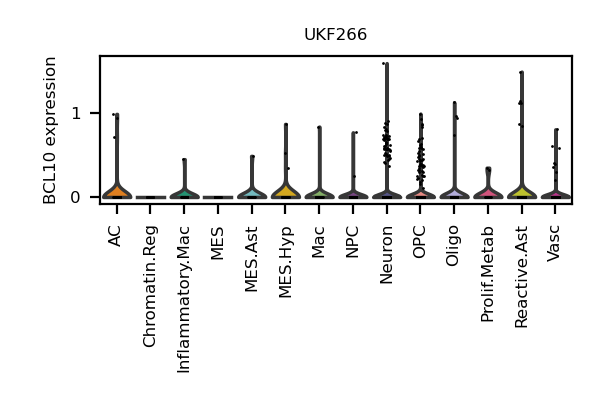 UKF266
BCL10 expression
1
0
AC
Chromatin.Reg
Inflammatory.Mac
MES
MES.Ast
MES.Hyp
Mac
NPC
Neuron
OPC
Oligo
Prolif.Metab
Reactive.Ast
Vasc